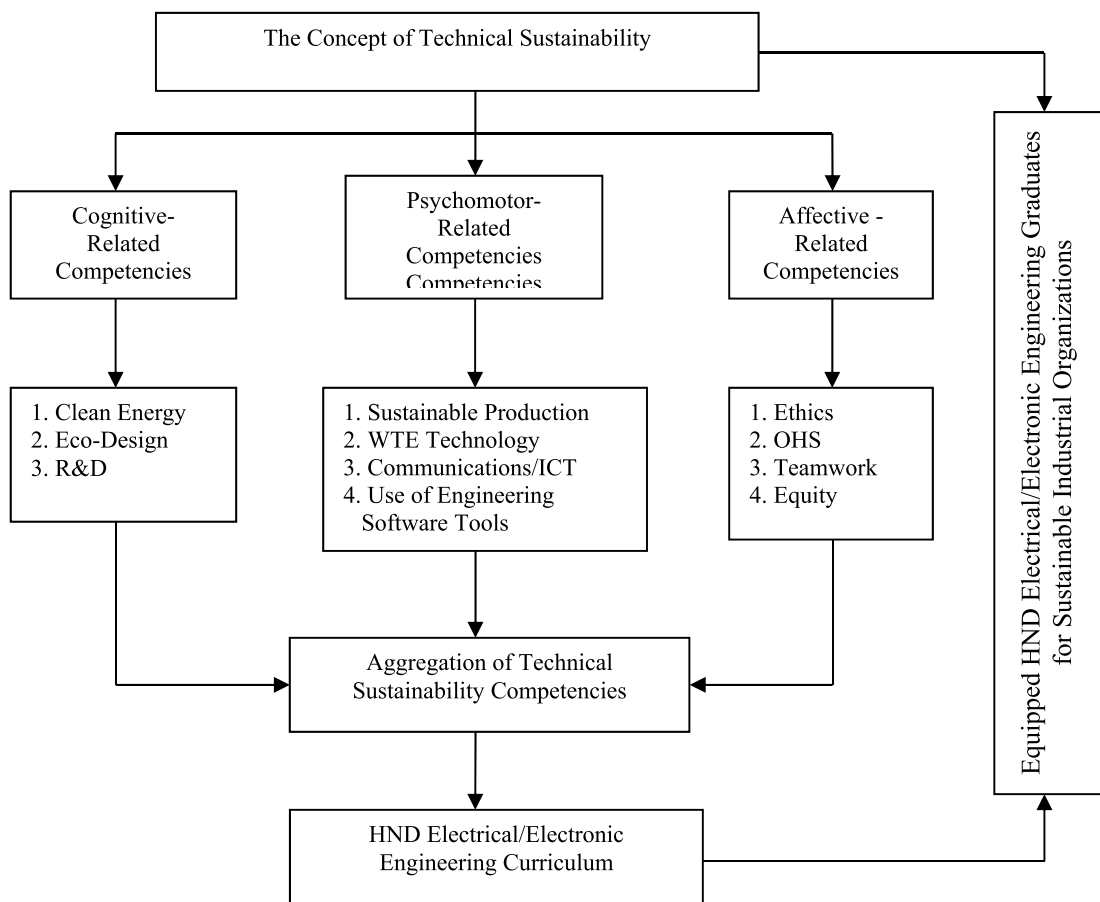 The Concept of Technical Sustainability
Cognitive-
Related
Competencies
Psychomotor-
Related
Competencies
Competencies
Affective -
Related
Competencies
1. Clean Energy
2. Eco-Design
3. R&D
1. Sustainable Production
2. WTE Technology
3. Communications/ICT
4. Use of Engineering
Software Tools
1. Ethics
2. OHS
3. Teamwork
4. Equity
Aggregation of Technical
Sustainability Competencies
HND Electrical/Electronic
Engineering Curriculum
Equipped HND Electrical/Electronic Engineering Graduates
for Sustainable Industrial Organizations